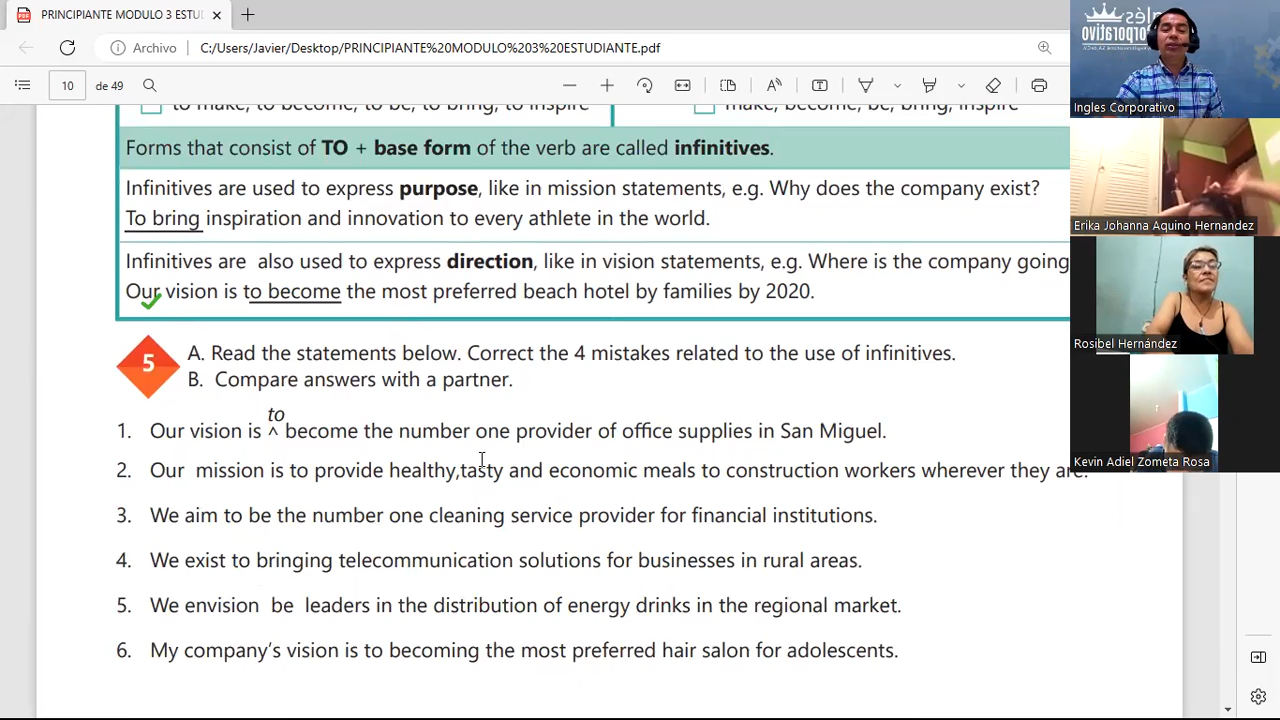 PRINCIPIANTE MODULO 3 ESTU
Archivo
C:/Users/Javier/Desktop/PRINCIPIANTE%20MODULO%203%20ESTUDIANTE.pdf
10 de 49
to make, to become, to be, to bring, to inspire
make, become, be, bring, inspire
Forms that consist of TO + base form of the verb are called infinitives.
Infinitives are used to express purpose, like in mission statements, e.g. Why does the company exist?
To bring inspiration and innovation to every athlete in the world.
Infinitives are also used to express direction, like in vision statements, e.g. Where is the company going
Our vision is to become the most preferred beach hotel by families by 2020.
5
A. Read the statements below. Correct the 4 mistakes related to the use of infinitives.
B. Compare answers with a partner.
to
1. Our vision is ^ become the number one provider of office supplies in San Miguel.
2. Our mission is to provide healthy, tasty and economic meals to construction workers wherever they are.
3. We aim to be the number one cleaning service provider for financial institutions.
4. We exist to bringing telecommunication solutions for businesses in rural areas.
5. We envision be leaders in the distribution of energy drinks in the regional market.
6. My company's vision is to becoming the most preferred hair salon for adolescents.
Ingles Corporativo
Erika Johanna Aquino Hernandez
Rosibel Hernández
Kevin Adiel Zometa Rosa